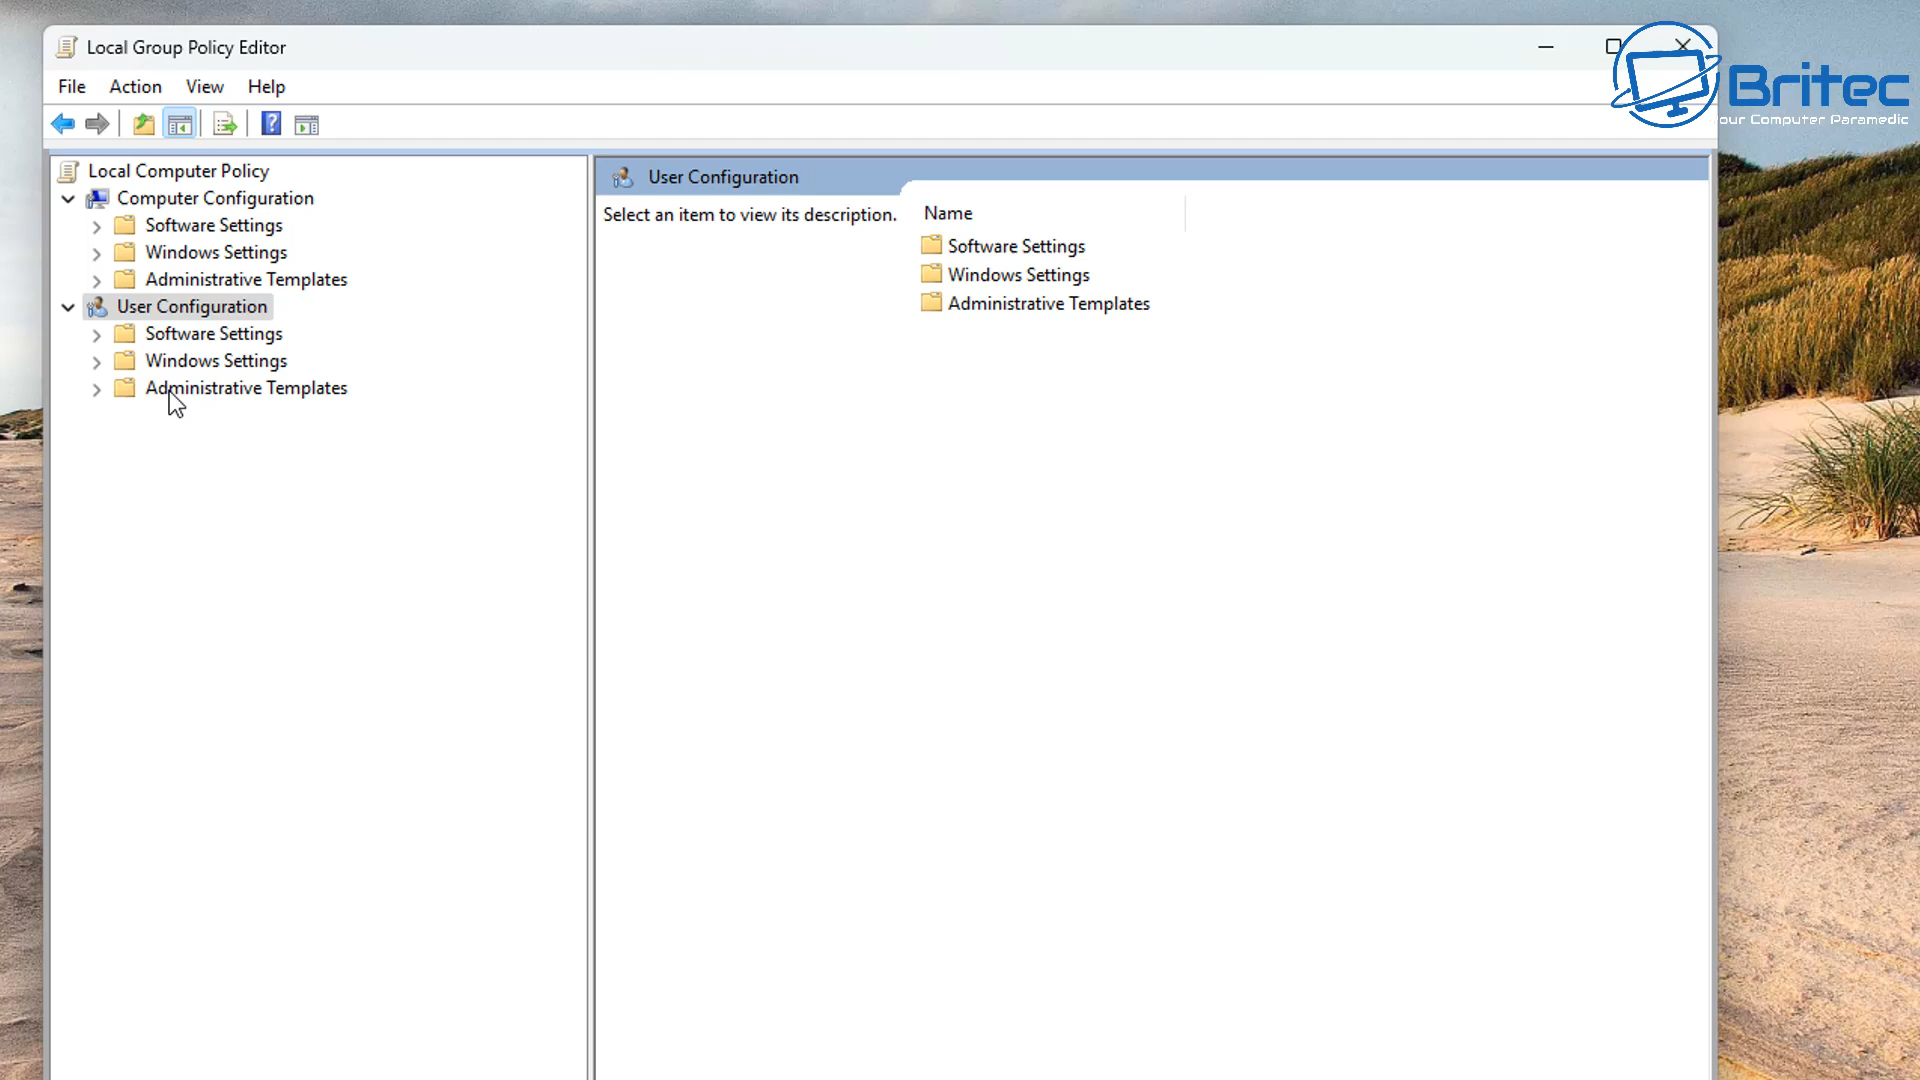 Local Group Policy Editor
File Action View Help
Britec
our Computer Paramedic
Local Computer Policy
Computer Configuration
Software Settings
Windows Settings
Administrative Templates
User Configuration
Software Settings
Windows Settings
Administrative Templates
User Configuration
Select an item to view its description.
Name
Software Settings
Windows Settings
Administrative Templates